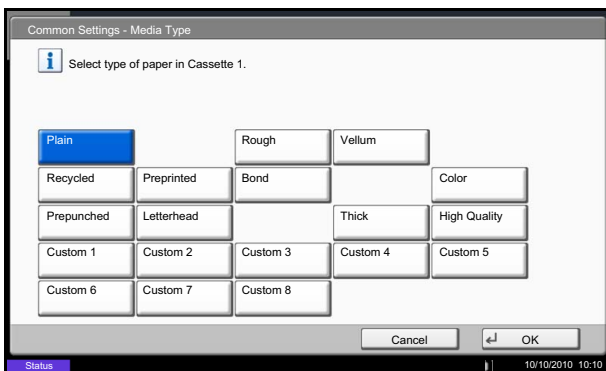 Common Settings - Media Type
Select type of paper in Cassette 1.
Plain Rough Vellum
Recycled Preprinted Bond Color
Prepunched Letterhead Thick High Quality
Custom 1 Custom 2 Custom 3 Custom 4 Custom 5
Custom 6 Custom 7 Custom 8
Cancel OK
Status 10/10/2010 10:10